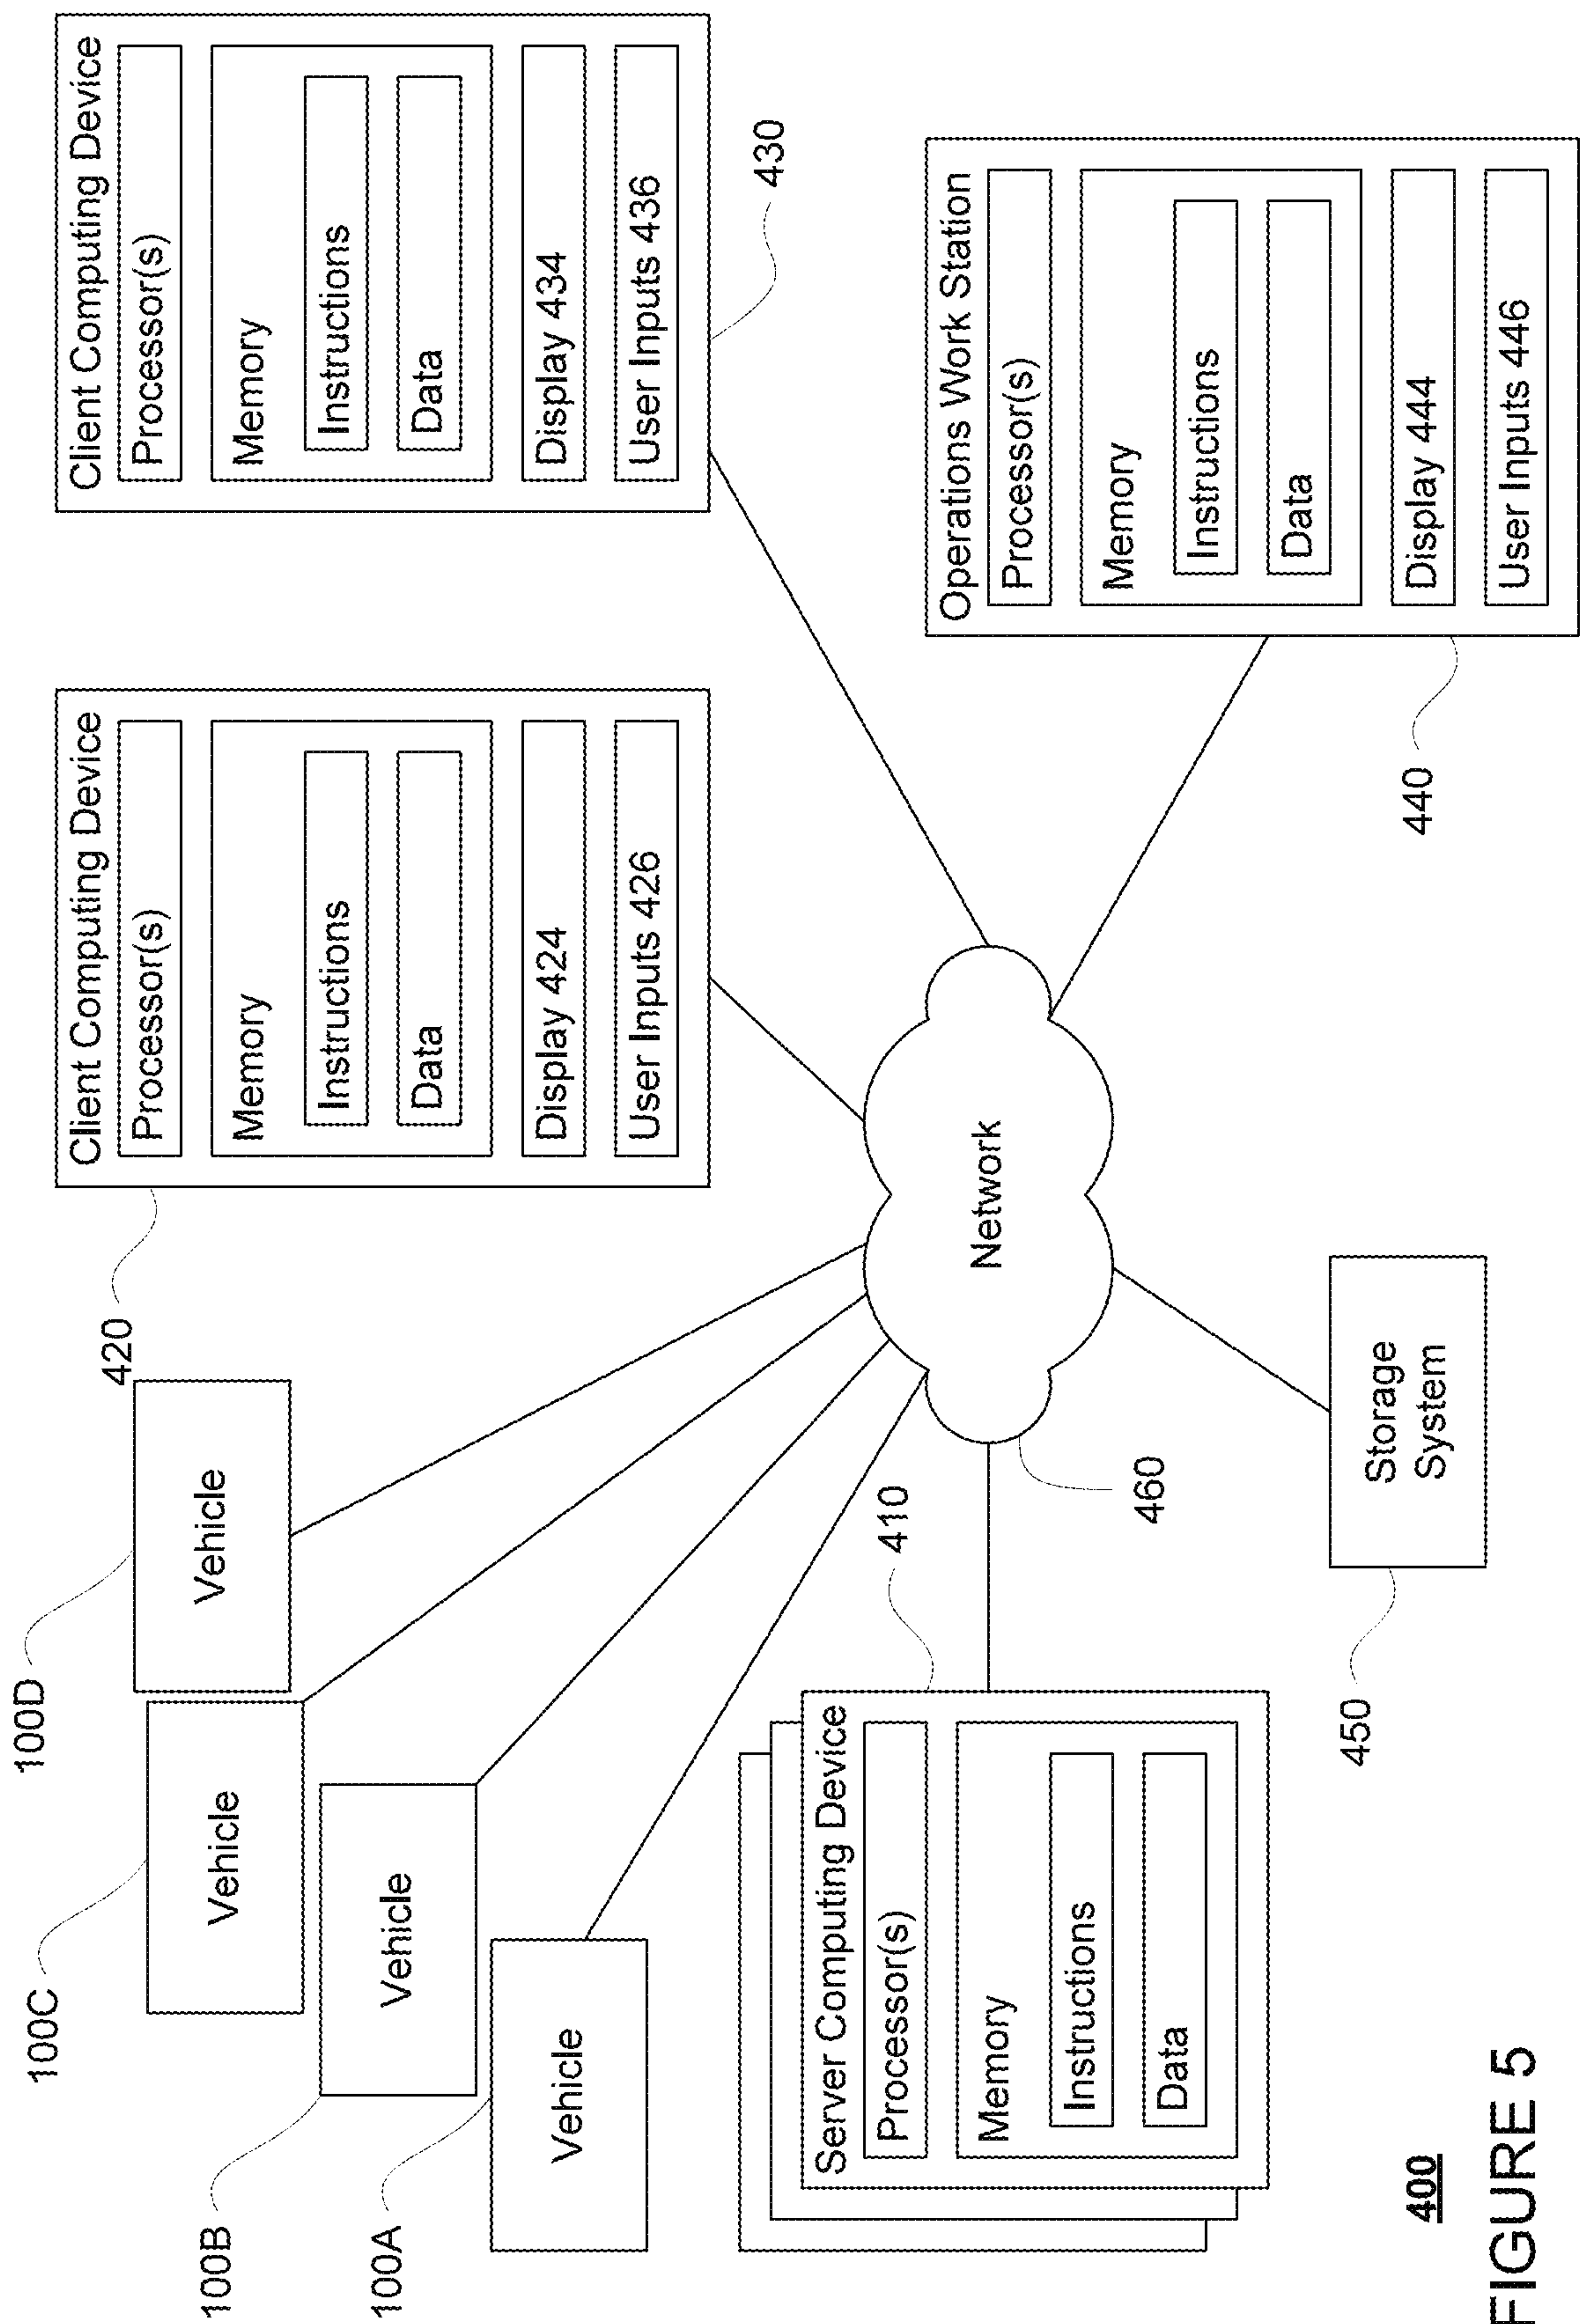 100D
Vehicle
100C
Vehicle
100B
Vehicle
100A
Vehicle
420
Client Computing Device
Processor(s)
Memory
Instructions
Data
Display 424
User Inputs 426
Client Computing Device
Processor(s)
Memory
Instructions
Data
Display 434
User Inputs 436
430
Server Computing Device
Processor(s)
Memory
Instructions
Data
410
Network
460
Operations Work Station
Processor(s)
Memory
Instructions
Data
Display 444
User Inputs 446
440
Storage
System
450
400
FIGURE 5